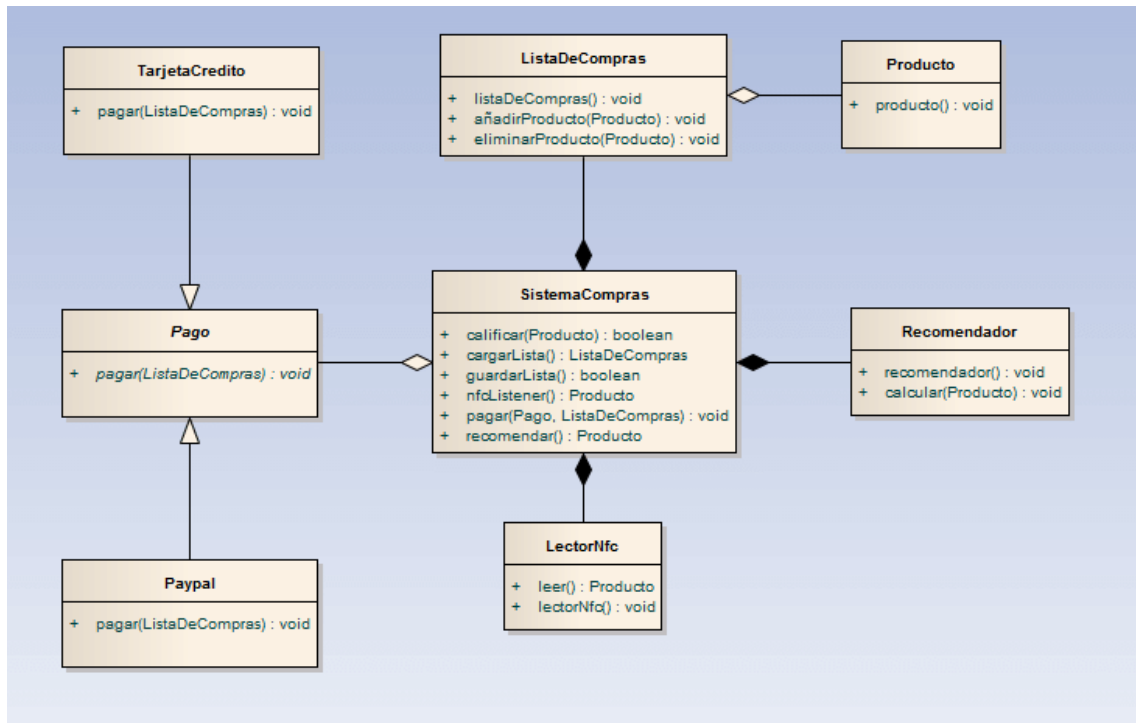 TarjetaCredito
+ pagar(ListaDeCompras) : void
ListaDeCompras
+ listaDeCompras() : void
+ añadirProducto(Producto) : void
+ eliminarProducto(Producto) : void
Producto
+ producto() : void
Pago
+ pagar(ListaDeCompras) : void
SistemaCompras
+ calificar(Producto) : boolean
+ cargarLista() : ListaDeCompras
+ guardarLista() : boolean
+ nfcListener() : Producto
+ pagar(Pago, ListaDeCompras) : void
+ recomendar() : Producto
Recomendador
+ recomendador() : void
+ calcular(Producto) : void
Paypal
+ pagar(ListaDeCompras) : void
LectorNfc
+ leer() : Producto
+ lectorNfc() : void